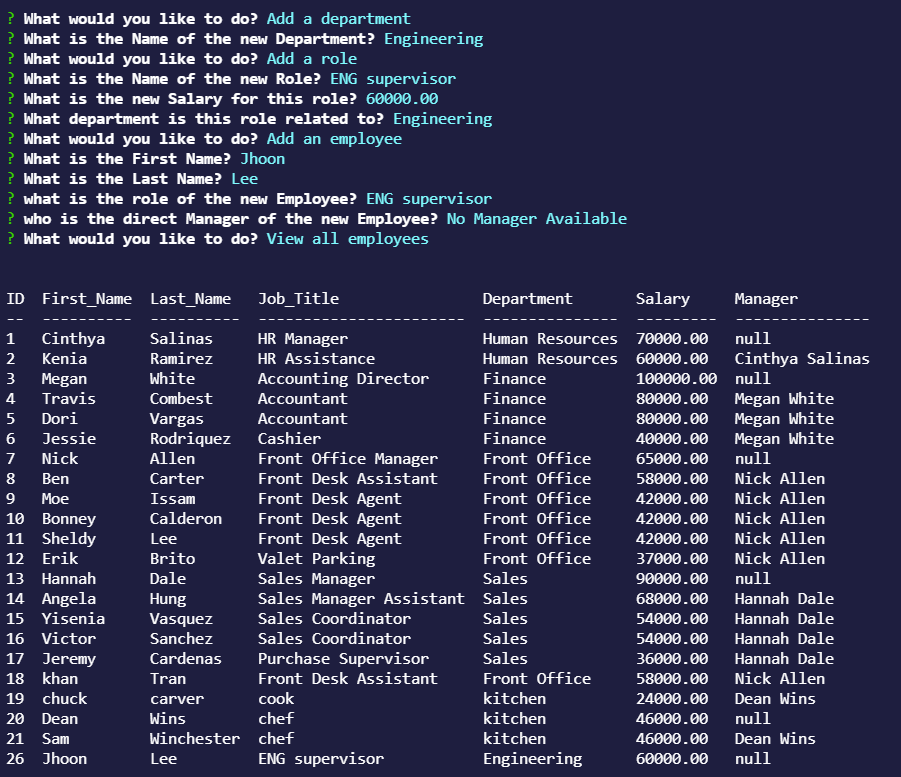 ? What would you like to do? Add a department
? What is the Name of the new Department? Engineering
? What would you like to do? Add a role
? What is the Name of the new Role? ENG supervisor
? What is the new Salary for this role? 60000.00
? What department is this role related to? Engineering
? What would you like to do? Add an employee
? What is the First Name? Jhoon
? What is the Last Name? Lee
? what is the role of the new Employee? ENG supervisor
? who is the direct Manager of the new Employee? No Manager Available
? What would you like to do? View all employees
ID  First_Name  Last_Name   Job_Title                Department       Salary     Manager
--  ----------  ----------  -----------------------  ---------------  ---------  ---------------
1   Cinthya     Salinas     HR Manager               Human Resources  70000.00   null
2   Kenia       Ramirez     HR Assistance            Human Resources  60000.00   Cinthya Salinas
3   Megan       White       Accounting Director      Finance          100000.00  null
4   Travis      Combest     Accountant               Finance          80000.00   Megan White
5   Dori        Vargas      Accountant               Finance          80000.00   Megan White
6   Jessie      Rodriquez   Cashier                  Finance          40000.00   Megan White
7   Nick        Allen       Front Office Manager     Front Office     65000.00   null
8   Ben         Carter      Front Desk Assistant     Front Office     58000.00   Nick Allen
9   Moe         Issam       Front Desk Agent         Front Office     42000.00   Nick Allen
10  Bonney      Calderon    Front Desk Agent         Front Office     42000.00   Nick Allen
11  Sheldy      Lee         Front Desk Agent         Front Office     42000.00   Nick Allen
12  Erik        Brito       Valet Parking            Front Office     37000.00   Nick Allen
13  Hannah      Dale        Sales Manager            Sales            90000.00   null
14  Angela      Hung        Sales Manager Assistant  Sales            68000.00   Hannah Dale
15  Yisenia     Vasquez     Sales Coordinator        Sales            54000.00   Hannah Dale
16  Victor      Sanchez     Sales Coordinator        Sales            54000.00   Hannah Dale
17  Jeremy      Cardenas    Purchase Supervisor      Sales            36000.00   Hannah Dale
18  khan        Tran        Front Desk Assistant     Front Office     58000.00   Nick Allen
19  chuck       carver      cook                     kitchen          24000.00   Dean Wins
20  Dean        Wins        chef                     kitchen          46000.00   null
21  Sam         Winchester  chef                     kitchen          46000.00   Dean Wins
26  Jhoon       Lee         ENG supervisor           Engineering      60000.00   null